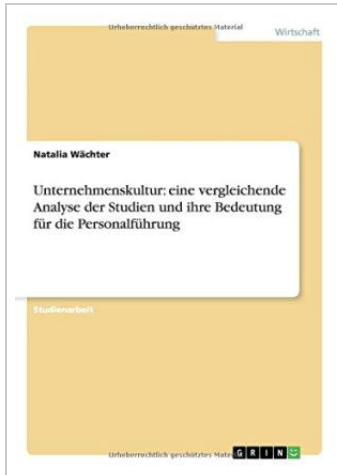 Urheberrechtlich geschütztes Material
Wirtschaft
Natalia Wächter
Unternehmenskultur: eine vergleichende
Analyse der Studien und ihre Bedeutung
für die Personalführung
Studienarbeit
Urheberrechtlich geschütztes Material
GRIN